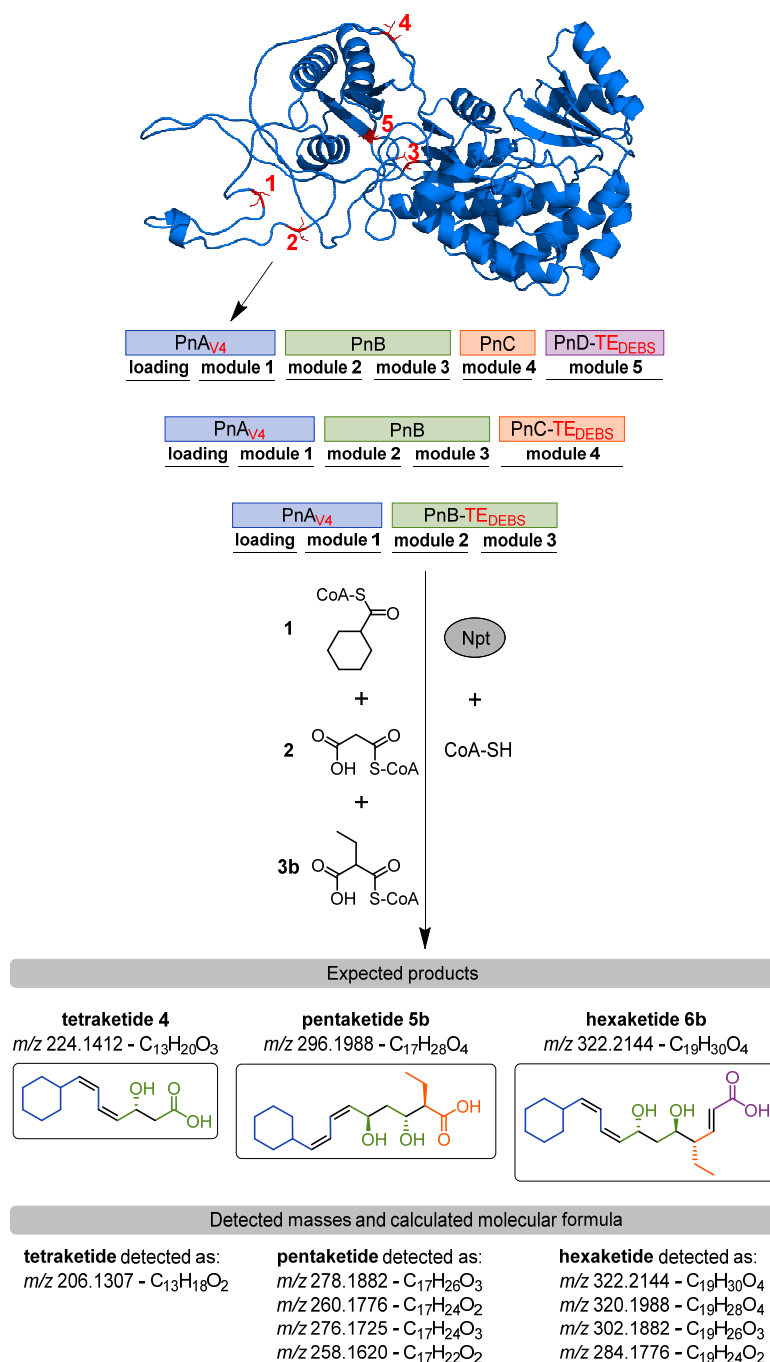 4
5
3
1
2
PnA_V4 PnB PnC PnD-TE_DEBS
loading module 1 module 2 module 3 module 4 module 5
PnA_V4 PnB PnC-TE_DEBS
loading module 1 module 2 module 3 module 4
PnA_V4 PnB-TE_DEBS
loading module 1 module 2 module 3
CoA-S
O
1
Npt
+ +
O O
2 CoA-SH
OH S-CoA
+
3b
O O
OH S-CoA
Expected products
tetraketide 4 pentaketide 5b hexaketide 6b
m/z 224.1412 - C₁₃H₂₀O₃ m/z 296.1988 - C₁₇H₂₈O₄ m/z 322.2144 - C₁₉H₃₀O₄
OH O
OH
OH OH O
OH
OH OH O
OH
Detected masses and calculated molecular formula
tetraketide detected as: pentaketide detected as: hexaketide detected as:
m/z 206.1307 - C₁₃H₁₈O₂ m/z 278.1882 - C₁₇H₂₆O₃ m/z 322.2144 - C₁₉H₃₀O₄
m/z 260.1776 - C₁₇H₂₄O₂ m/z 320.1988 - C₁₉H₂₈O₄
m/z 276.1725 - C₁₇H₂₄O₃ m/z 302.1882 - C₁₉H₂₆O₃
m/z 258.1620 - C₁₇H₂₂O₂ m/z 284.1776 - C₁₉H₂₄O₂